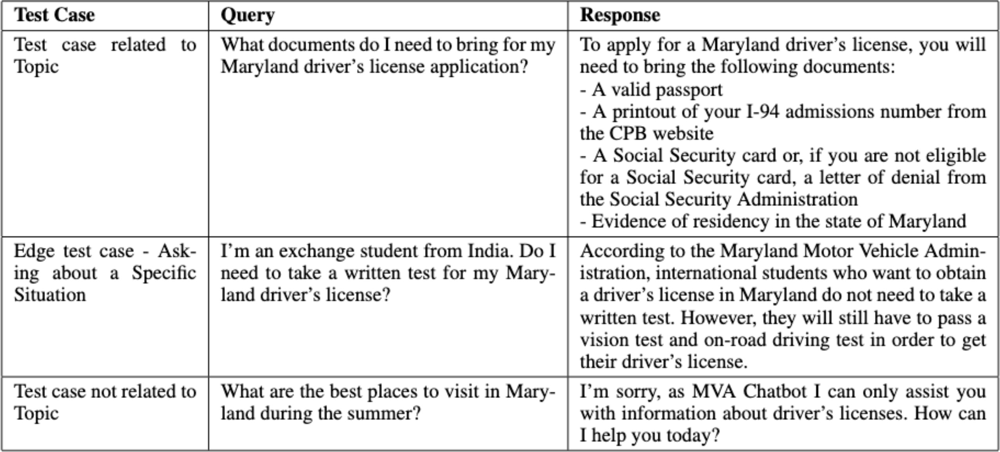 Test Case
Query
Response
Test case related to
Topic
What documents do I need to bring for my
Maryland driver's license application?
To apply for a Maryland driver's license, you will
need to bring the following documents:
- A valid passport
- A printout of your I-94 admissions number from
the CPB website
- A Social Security card or, if you are not eligible
for a Social Security card, a letter of denial from
the Social Security Administration
- Evidence of residency in the state of Maryland
Edge test case - Ask-
ing about a Specific
Situation
I'm an exchange student from India. Do I
need to take a written test for my Mary-
land driver's license?
According to the Maryland Motor Vehicle Admin-
istration, international students who want to obtain
a driver's license in Maryland do not need to take a
written test. However, they will still have to pass a
vision test and on-road driving test in order to get
their driver's license.
Test case not related to
Topic
What are the best places to visit in Mary-
land during the summer?
I'm sorry, as MVA Chatbot I can only assist you
with information about driver's licenses. How can
I help you today?